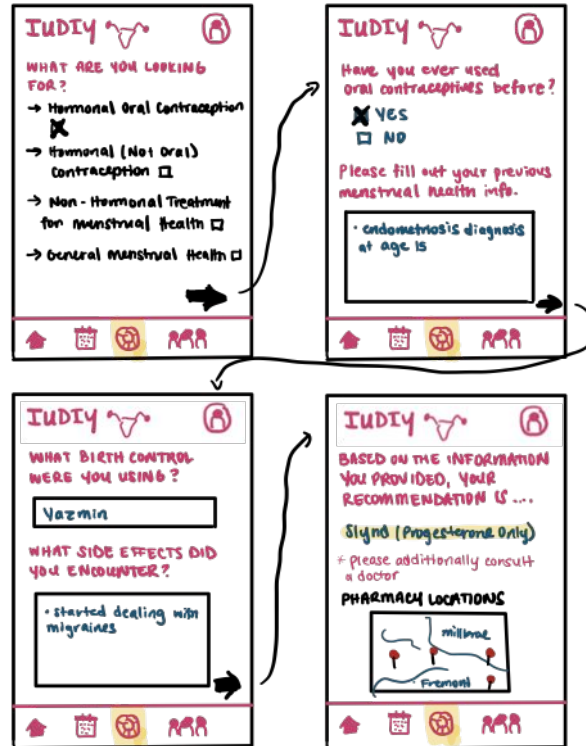 IUDIY
WHAT ARE YOU LOOKING
FOR?
→ Hormonal Oral Contraception
→ Hormonal (Not Oral)
contraception
→ Non-Hormonal Treatment
for menstrual Health
→ General menstrual Health
IUDIY
Have you ever used
oral contraceptives before?
YES
NO
Please fill out your previous
menstrual health info.
• endometriosis diagnosis
at age 15
IUDIY
WHAT BIRTH CONTROL
WERE YOU USING?
Yazmin
WHAT SIDE EFFECTS DID
YOU ENCOUNTER?
• started dealing with
migraines
IUDIY
BASED ON THE INFORMATION
YOU PROVIDED, YOUR
RECOMMENDATION IS ....
Slynd (Progesterone Only)
* please additionally consult
a doctor
PHARMACY LOCATIONS
millbrae
Fremont